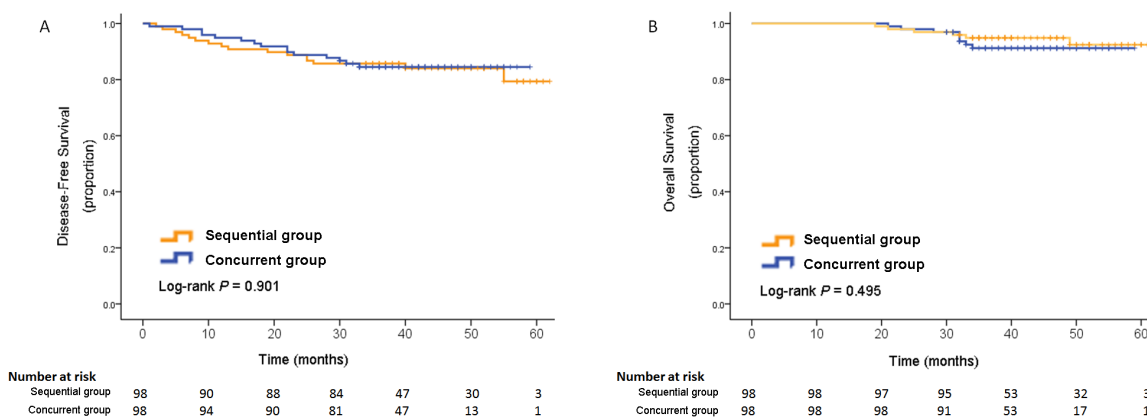 A
Disease-Free Survival
(proportion)
1.0
0.8
0.6
0.4
0.2
0.0
Sequential group
Concurrent group
Log-rank P = 0.901
0 10 20 30 40 50 60
Time (months)
Number at risk
Sequential group 98 90 88 84 47 30 3
Concurrent group 98 94 90 81 47 13 1
B
Overall Survival
(proportion)
1.0
0.8
0.6
0.4
0.2
0.0
Sequential group
Concurrent group
Log-rank P = 0.495
0 10 20 30 40 50 60
Time (months)
Number at risk
Sequential group 98 98 97 95 53 32
Concurrent group 98 98 98 91 53 17